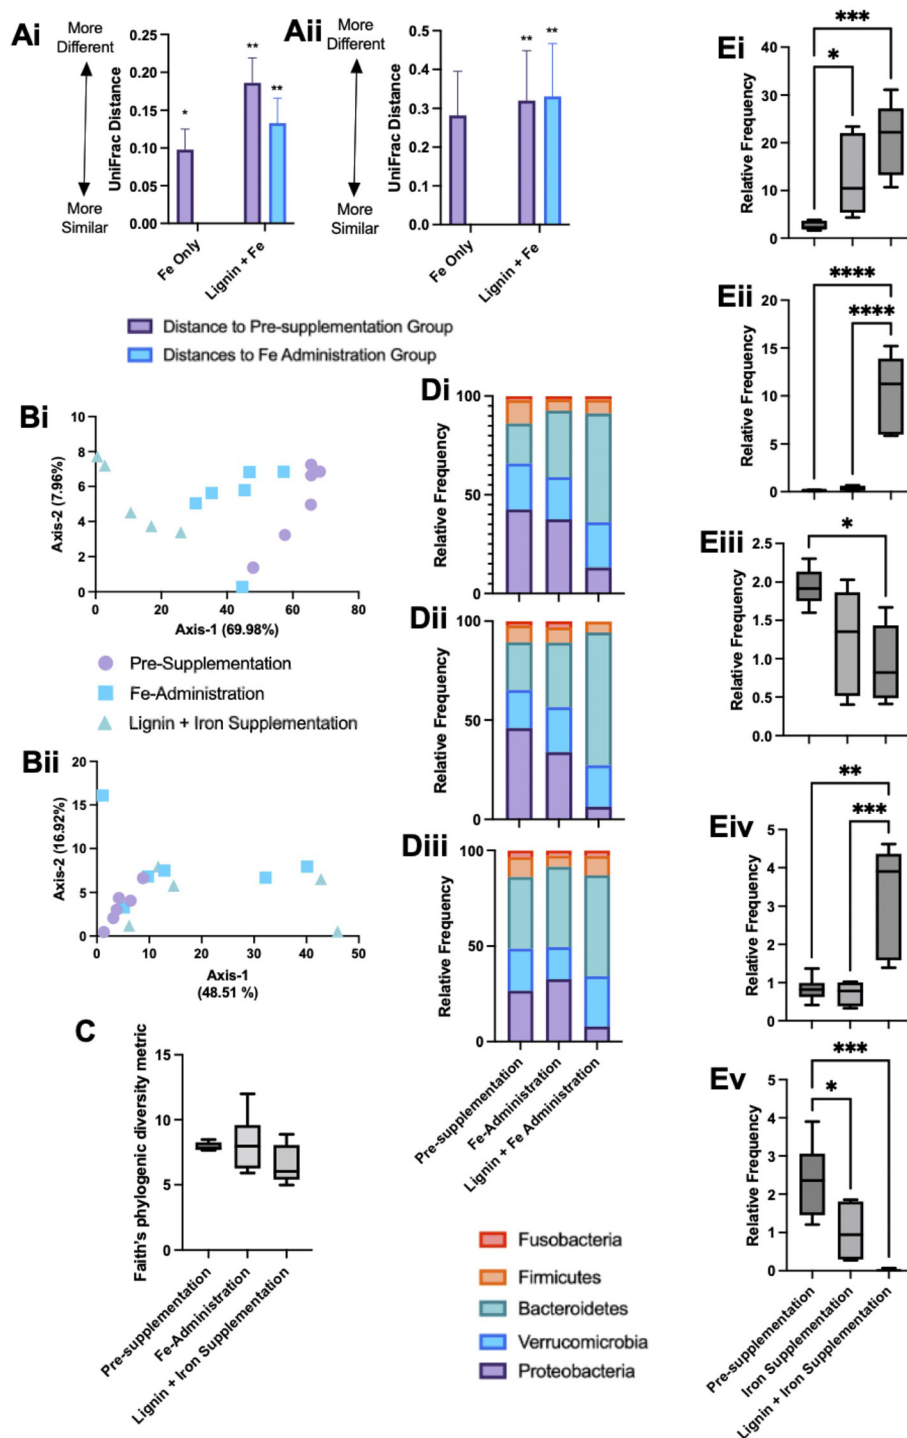 Ai
More
Different
More
Similar
UniFrac Distance
0.25
0.20
0.15
0.10
0.05
0.00
*
**
**
Fe Only
Lignin + Fe
Aii
More
Different
More
Similar
UniFrac Distance
0.5
0.4
0.3
0.2
0.1
0.0
**
**
Fe Only
Lignin + Fe
Distance to Pre-supplementation Group
Distances to Fe Administration Group
Bi
Axis-2 (7.96%)
10
8
6
4
2
0
0
20
40
60
80
Axis-1 (69.98%)
Pre-Supplementation
Fe-Administration
Lignin + Iron Supplementation
Bii
Axis-2 (16.92%)
20
15
10
5
0
0
10
20
30
40
50
Axis-1
(48.51 %)
C
Faith's phylogenic diversity metric
15
10
5
0
Pre-supplementation
Fe-Administration
Lignin + Iron Supplementation
Di
Relative Frequency
100
50
0
Dii
Relative Frequency
100
50
0
Diii
Relative Frequency
100
50
0
Pre-supplementation
Fe-Administration
Lignin + Fe Administration
Fusobacteria
Firmicutes
Bacteroidetes
Verrucomicrobia
Proteobacteria
Ei
Relative Frequency
40
30
20
10
0
***
*
Eii
Relative Frequency
20
15
10
5
0
****
****
Eiii
Relative Frequency
2.5
2.0
1.5
1.0
0.5
0.0
*
Eiv
Relative Frequency
5
4
3
2
1
0
**
***
Ev
Relative Frequency
5
4
3
2
1
0
***
*
Pre-supplementation
Iron Supplementation
Lignin + Iron Supplementation